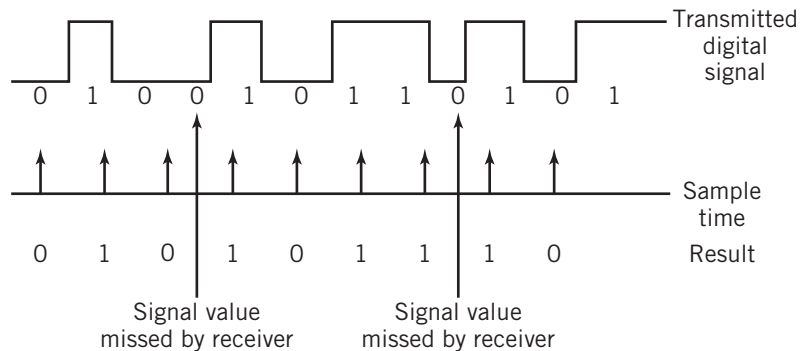 Transmitted
digital
signal
0 1 0 0 1 0 1 1 0 1 0 1
Sample
time
0 1 0 1 0 1 1 1 0 Result
Signal value
missed by receiver
Signal value
missed by receiver